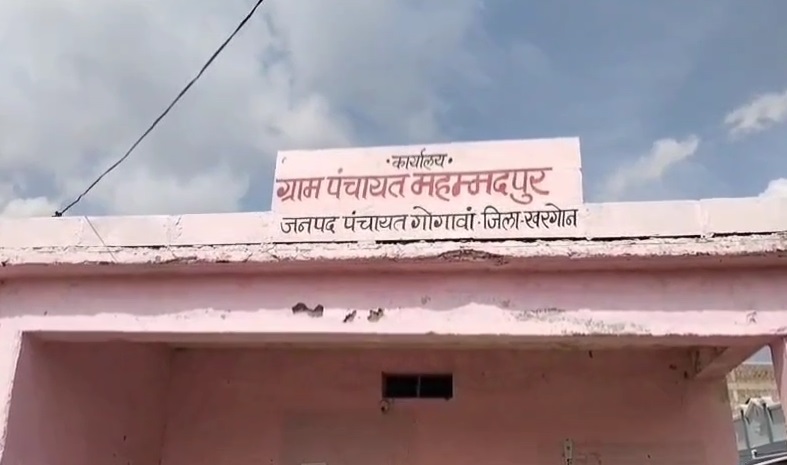 ·कार्यालय·
ग्राम पंचायत महम्मदपुर
जनपद पंचायत गोगावां·जिला·खरगोन